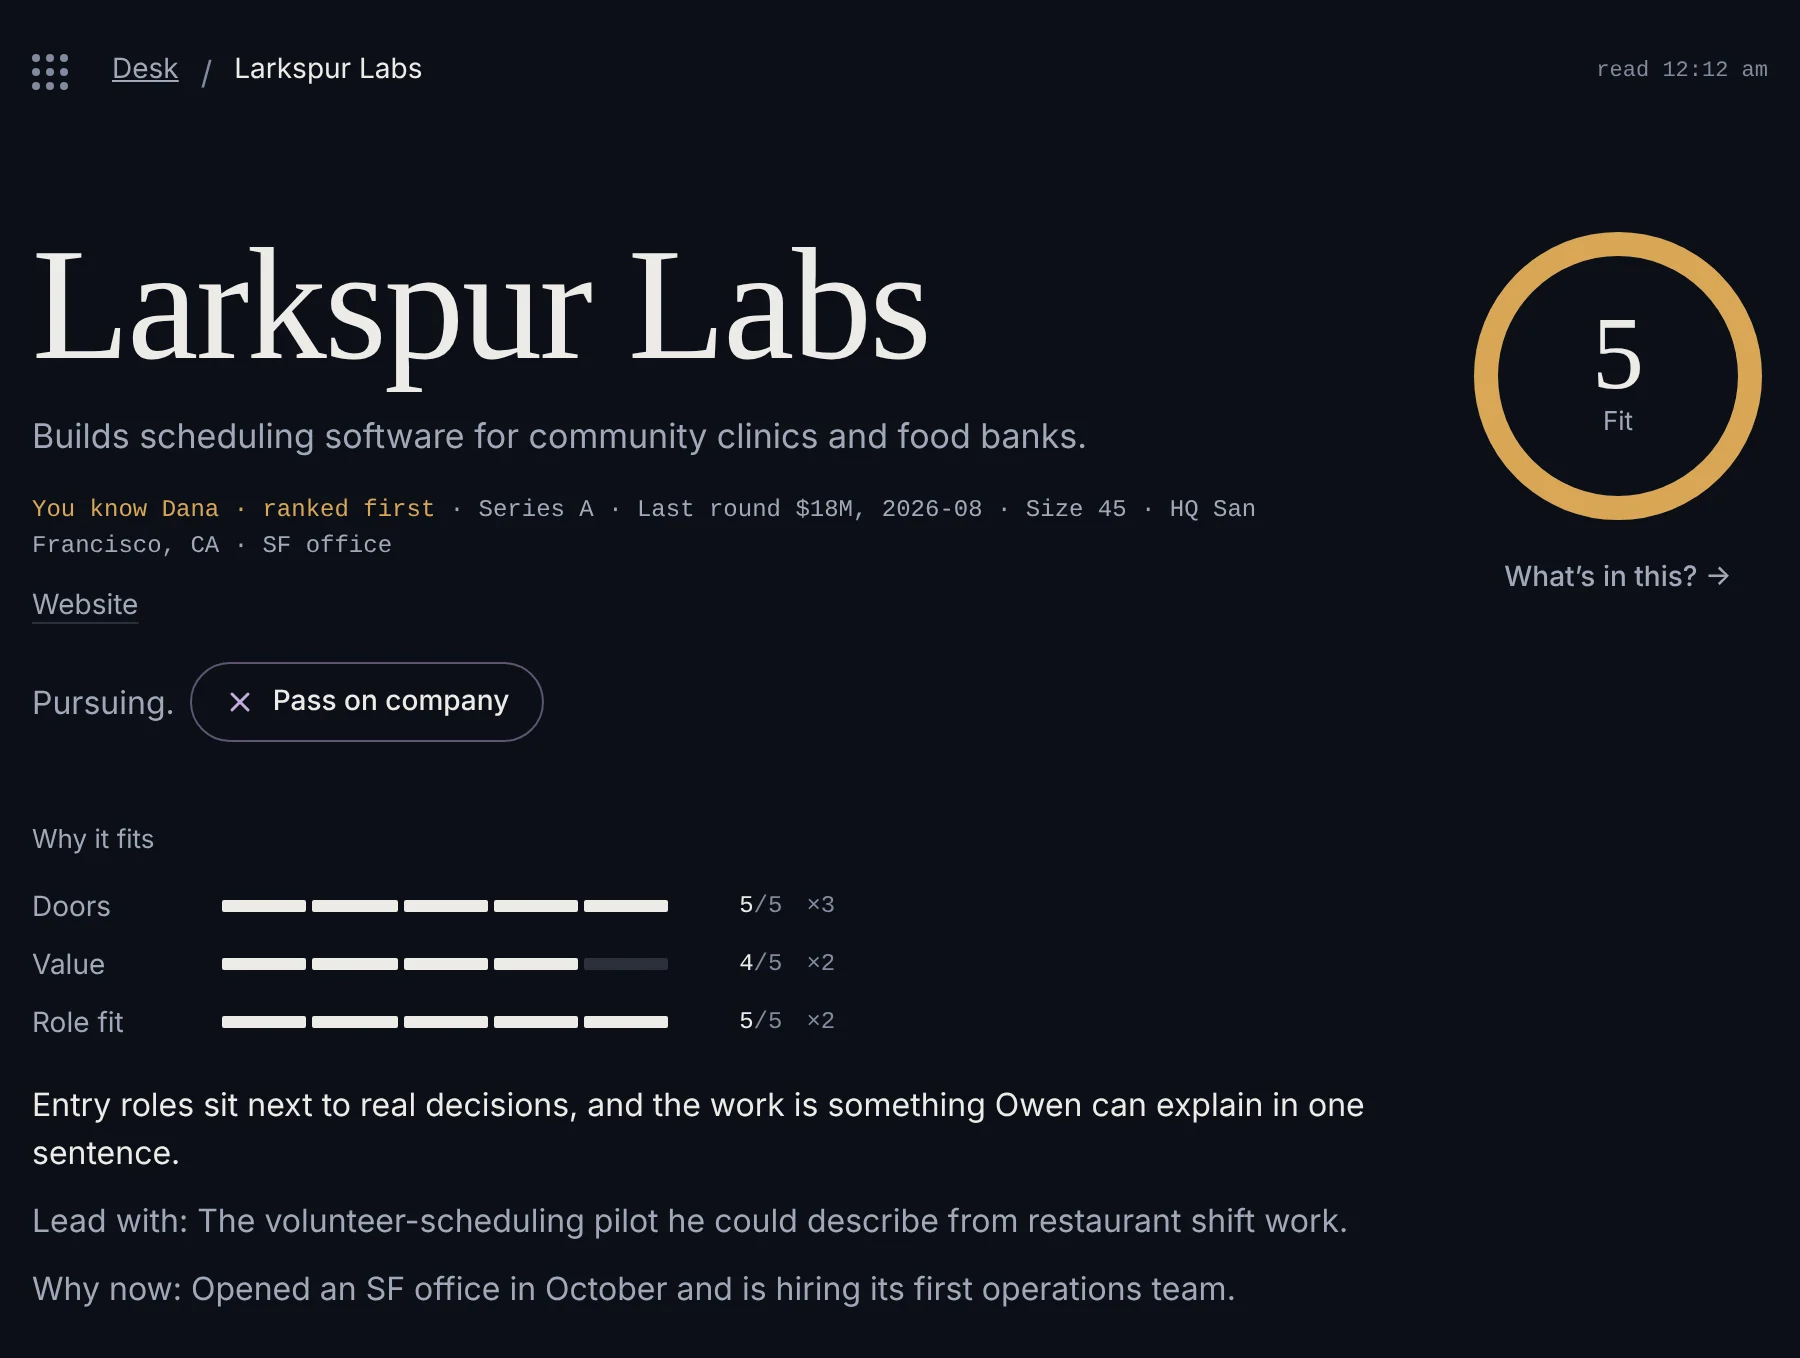 Desk / Larkspur Labs
read 12:12 am
Larkspur Labs
Builds scheduling software for community clinics and food banks.
You know Dana · ranked first · Series A · Last round $18M, 2026-08 · Size 45 · HQ San
Francisco, CA · SF office
Website
5
Fit
What’s in this? →
Pursuing.
× Pass on company
Why it fits
Doors 5/5 ×3
Value 4/5 ×2
Role fit 5/5 ×2
Entry roles sit next to real decisions, and the work is something Owen can explain in one
sentence.
Lead with: The volunteer-scheduling pilot he could describe from restaurant shift work.
Why now: Opened an SF office in October and is hiring its first operations team.